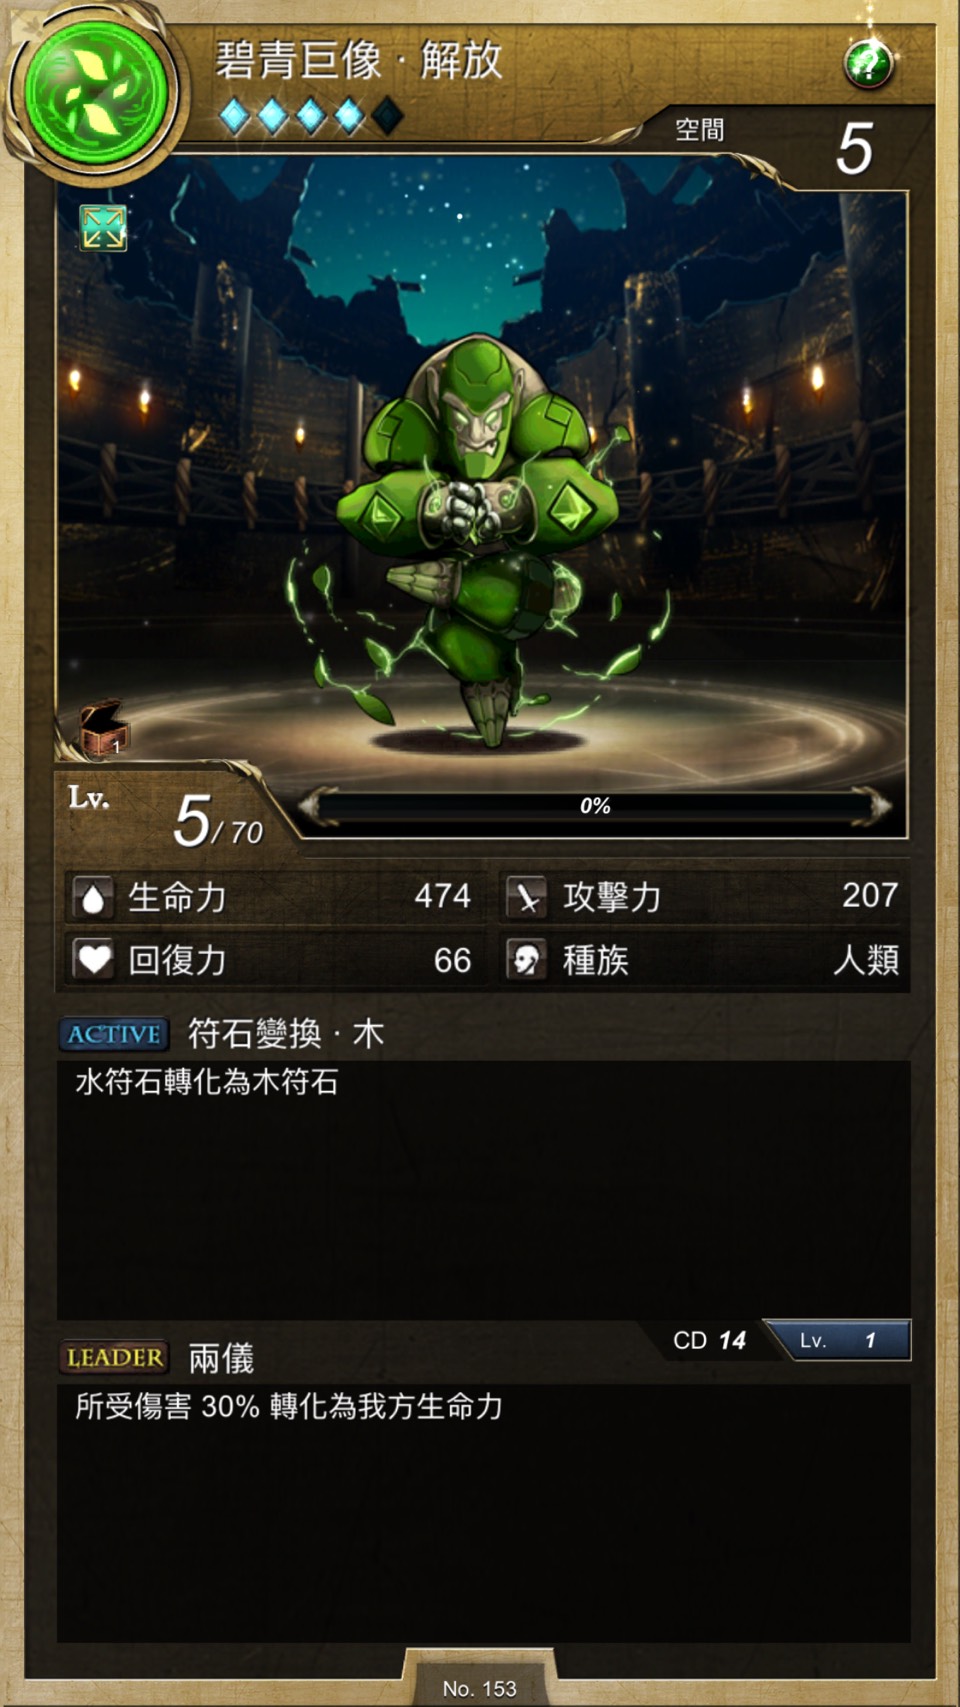 碧青巨像 · 解放
?
空間 5
1
Lv. 5/ 70
0%
生命力 474 攻擊力 207
回復力 66 種族 人類
ACTIVE 符石變換 · 木
水符石轉化為木符石
CD 14 Lv. 1
LEADER 兩儀
所受傷害 30% 轉化為我方生命力
No. 153